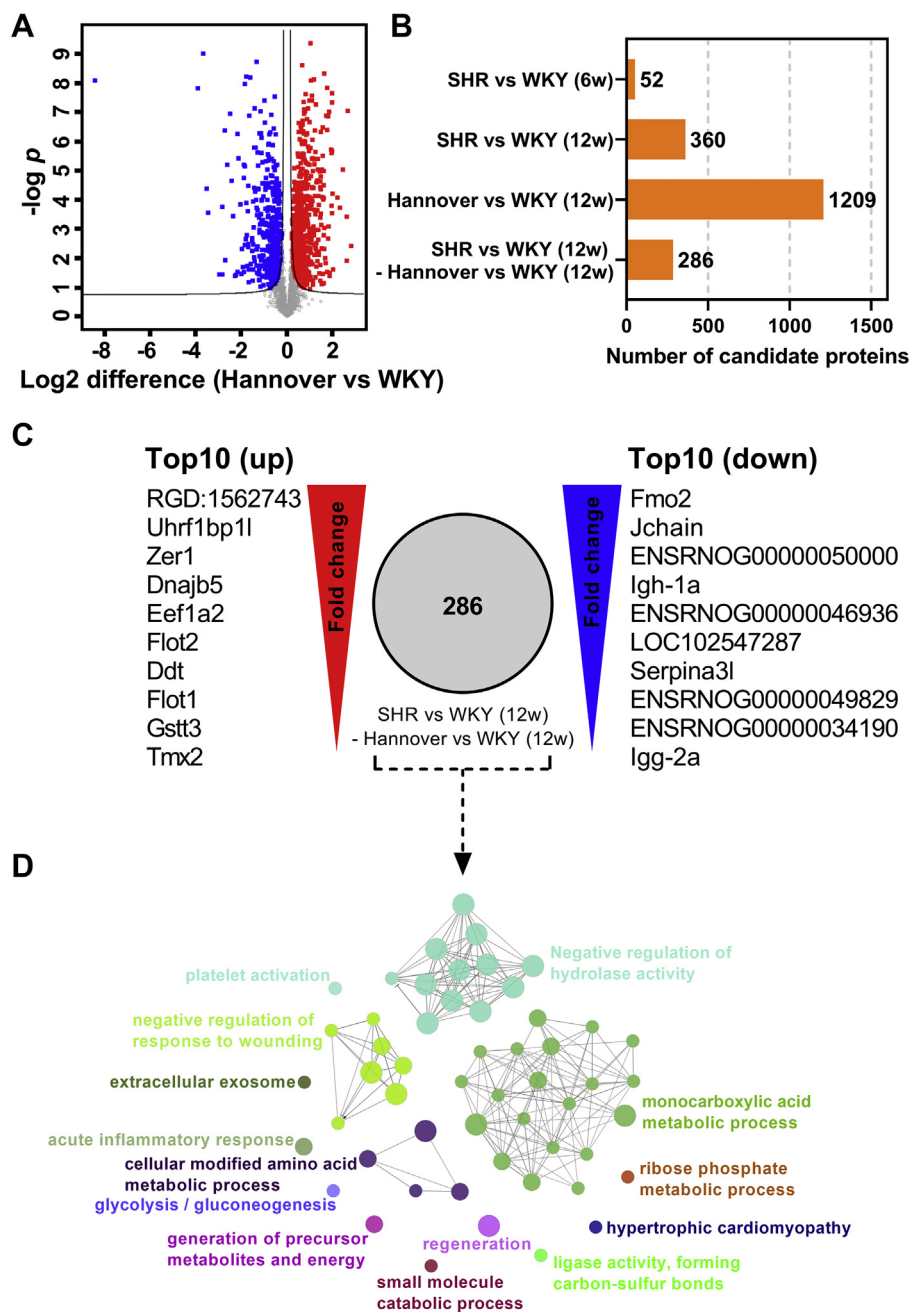 A
9
8
7
6
5
4
3
2
1
0
-log p
-8
-6
-4
-2
0
2
Log2 difference (Hannover vs WKY)
B
SHR vs WKY (6w)
52
SHR vs WKY (12w)
360
Hannover vs WKY (12w)
1209
SHR vs WKY (12w)
- Hannover vs WKY (12w)
286
0
500
1000
1500
Number of candidate proteins
C
Top10 (up)
RGD:1562743
Uhrf1bp1l
Zer1
Dnajb5
Eef1a2
Flot2
Ddt
Flot1
Gstt3
Tmx2
Fold change
286
SHR vs WKY (12w)
- Hannover vs WKY (12w)
Fold change
Top10 (down)
Fmo2
Jchain
ENSRNOG00000050000
Igh-1a
ENSRNOG00000046936
LOC102547287
Serpina3l
ENSRNOG00000049829
ENSRNOG00000034190
Igg-2a
D
Negative regulation of
hydrolase activity
platelet activation
negative regulation of
response to wounding
extracellular exosome
monocarboxylic acid
metabolic process
acute inflammatory response
cellular modified amino acid
metabolic process
ribose phosphate
metabolic process
glycolysis / gluconeogenesis
hypertrophic cardiomyopathy
generation of precursor
metabolites and energy
regeneration
ligase activity, forming
carbon-sulfur bonds
small molecule
catabolic process